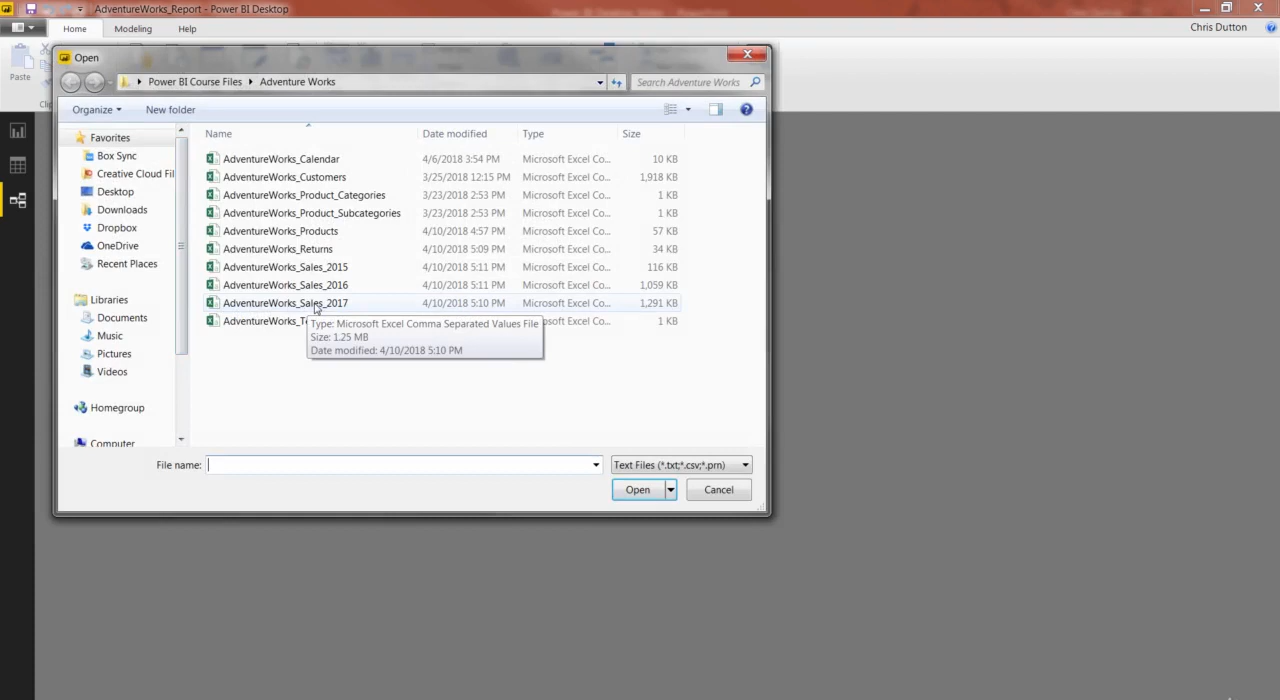 AdventureWorks_Report - Power BI Desktop
Home Modeling Help Chris Dutton
Paste
Open
Power BI Course Files Adventure Works Search Adventure Works
Organize New folder
Name Date modified Type Size
Favorites
Box Sync
Creative Cloud Fil
Desktop
Downloads
Dropbox
OneDrive
Recent Places
Libraries
Documents
Music
Pictures
Videos
Homegroup
Computer
AdventureWorks_Calendar 4/6/2018 3:54 PM Microsoft Excel Co... 10 KB
AdventureWorks_Customers 3/25/2018 12:15 PM Microsoft Excel Co... 1,918 KB
AdventureWorks_Product_Categories 3/23/2018 2:53 PM Microsoft Excel Co... 1 KB
AdventureWorks_Product_Subcategories 3/23/2018 2:53 PM Microsoft Excel Co... 1 KB
AdventureWorks_Products 4/10/2018 4:57 PM Microsoft Excel Co... 57 KB
AdventureWorks_Returns 4/10/2018 5:09 PM Microsoft Excel Co... 34 KB
AdventureWorks_Sales_2015 4/10/2018 5:11 PM Microsoft Excel Co... 116 KB
AdventureWorks_Sales_2016 4/10/2018 5:11 PM Microsoft Excel Co... 1,059 KB
AdventureWorks_Sales_2017 4/10/2018 5:10 PM Microsoft Excel Co... 1,291 KB
AdventureWorks_Te 1 KB
Type: Microsoft Excel Comma Separated Values File
Size: 1.25 MB
Date modified: 4/10/2018 5:10 PM
File name: Text Files (*.txt;*.csv;*.prn)
Open Cancel